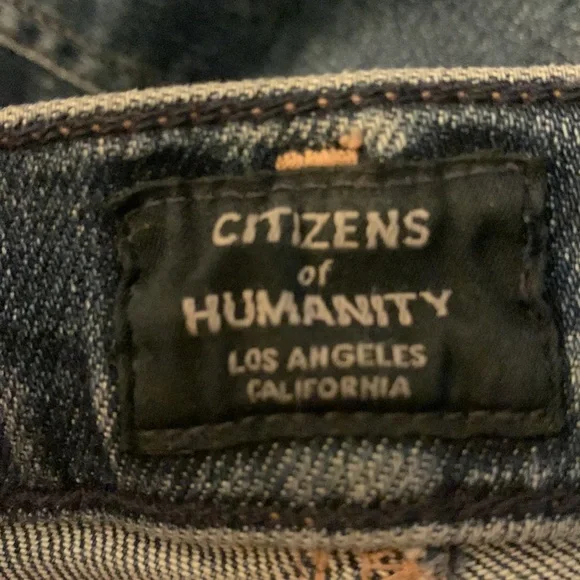 CITIZENS
of
HUMANITY
LOS ANGELES
CALIFORNIA